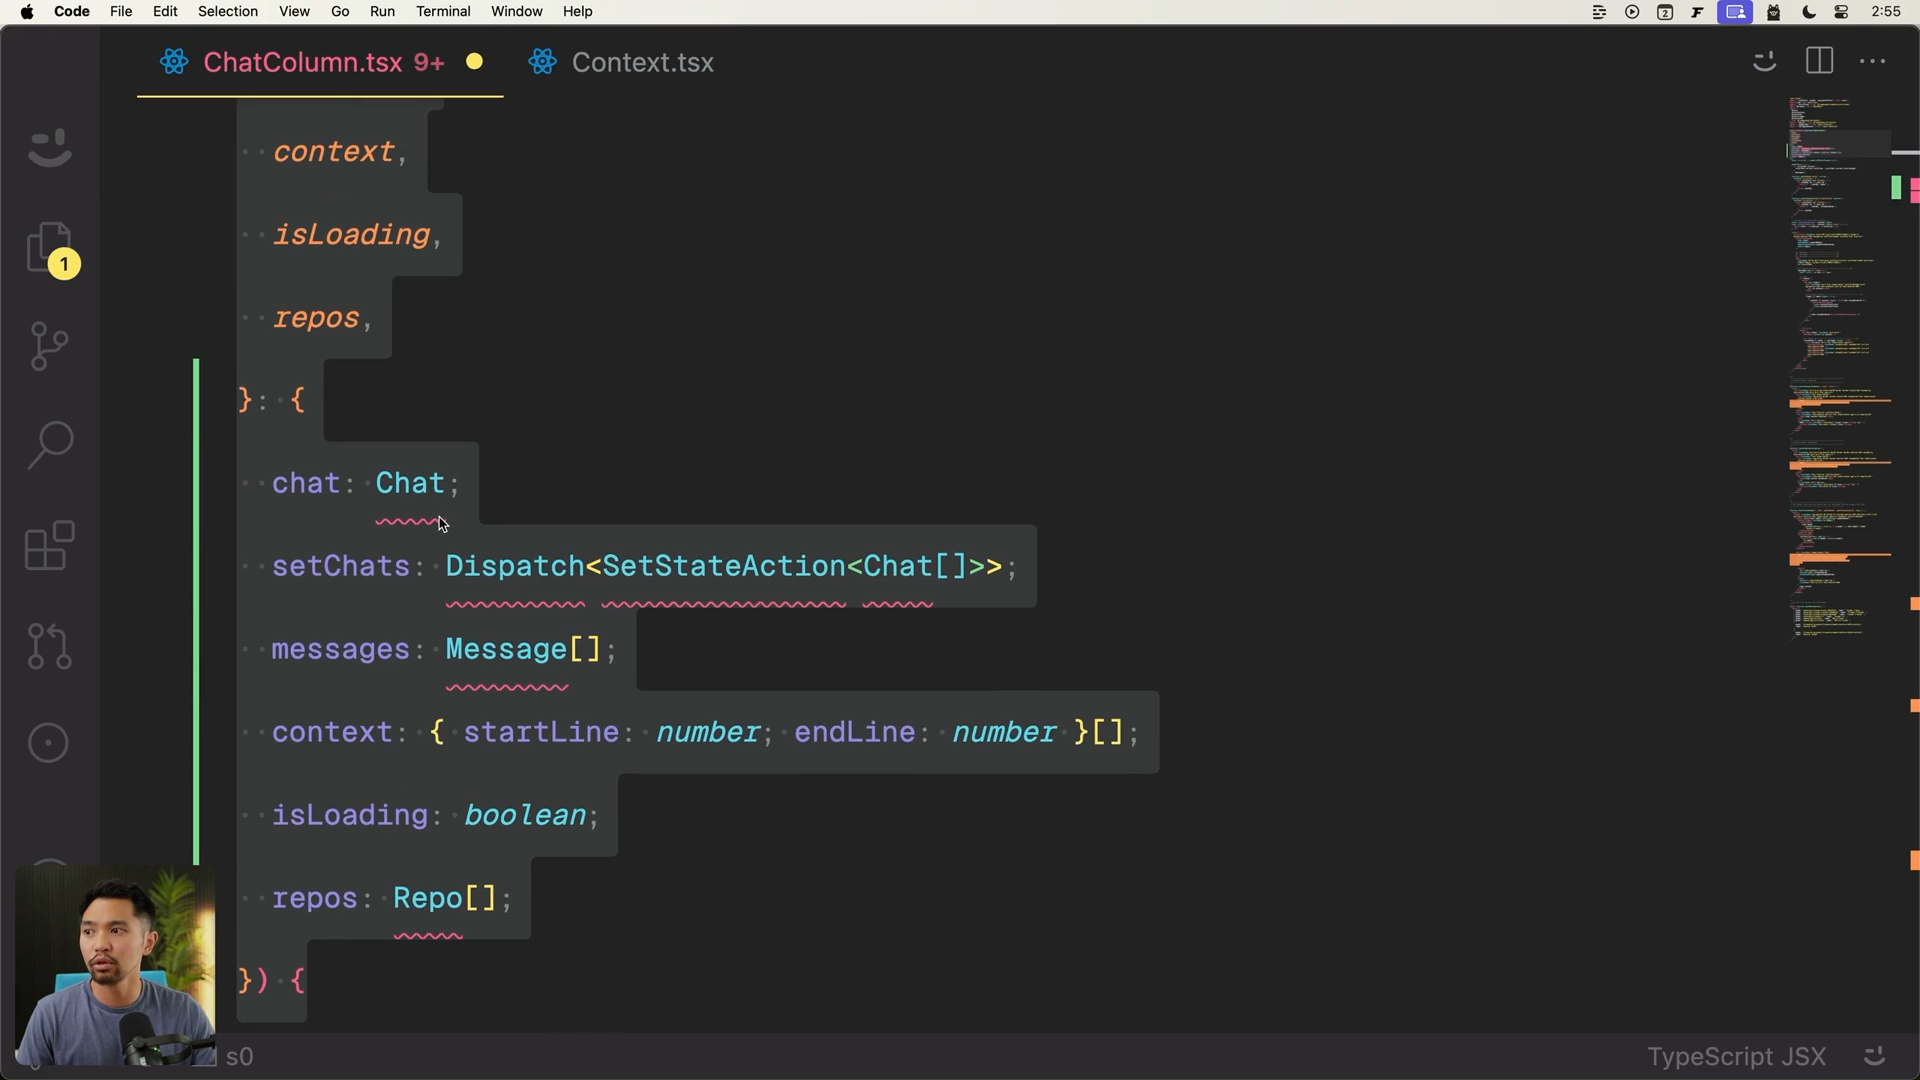 Code File Edit Selection View Go Run Terminal Window Help 2 2:55
ChatColumn.tsx 9+ Context.tsx
context,
isLoading,
repos,
}: {
chat: Chat;
setChats: Dispatch<SetStateAction<Chat[]>>;
messages: Message[];
context: { startLine: number; endLine: number }[];
isLoading: boolean;
repos: Repo[];
}) {
1
s0 TypeScript JSX